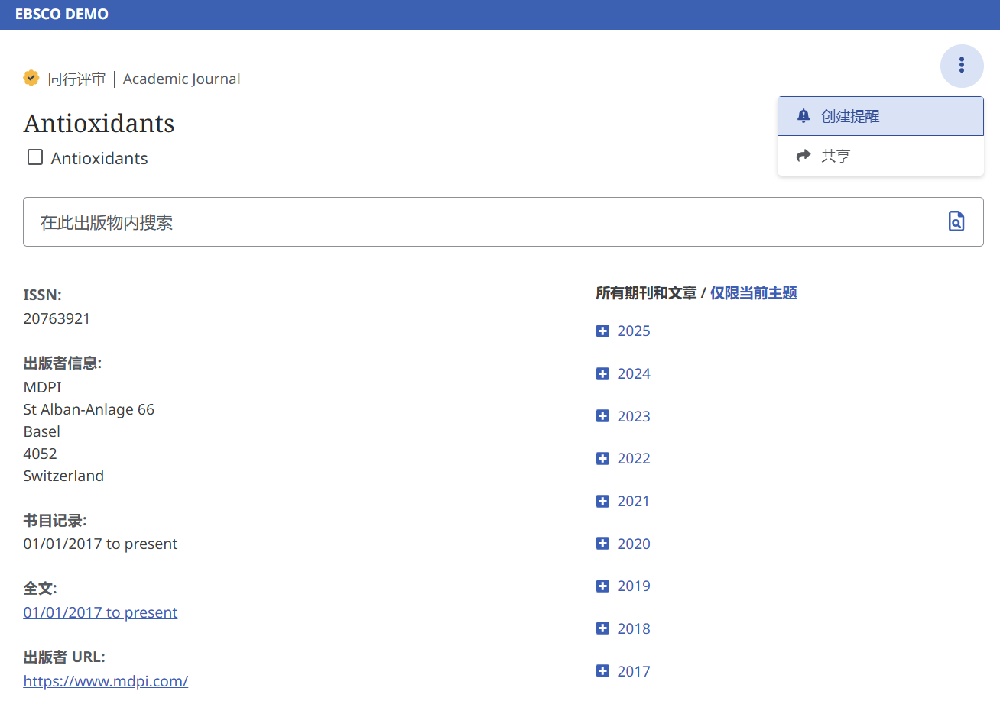 EBSCO DEMO
同行评审 | Academic Journal
Antioxidants
Antioxidants
创建提醒
共享
在此出版物内搜索
ISSN:
20763921
出版者信息:
MDPI
St Alban-Anlage 66
Basel
4052
Switzerland
书目记录:
01/01/2017 to present
全文:
01/01/2017 to present
出版者 URL:
https://www.mdpi.com/
所有期刊和文章 / 仅限当前主题
2025
2024
2023
2022
2021
2020
2019
2018
2017